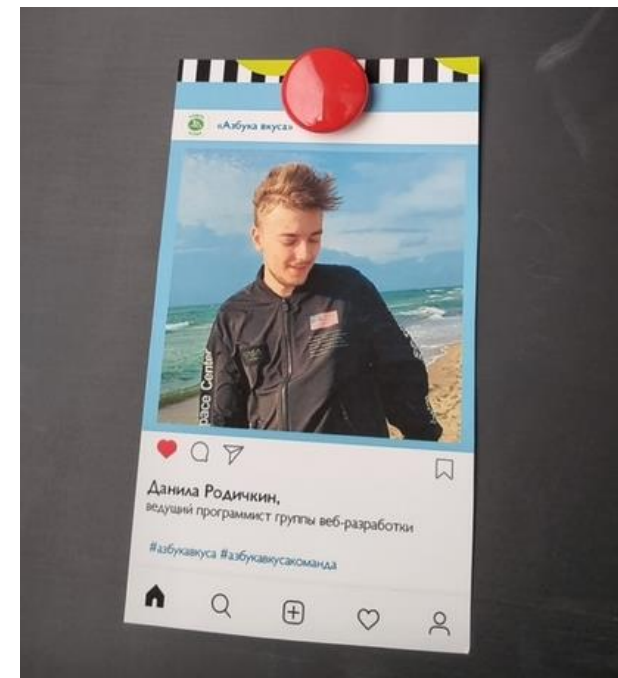 «Азбука вкуса»
pace Center
Данила Родичкин,
ведущий программист группы веб-разработки
#азбукавкуса #азбукавкусакоманда